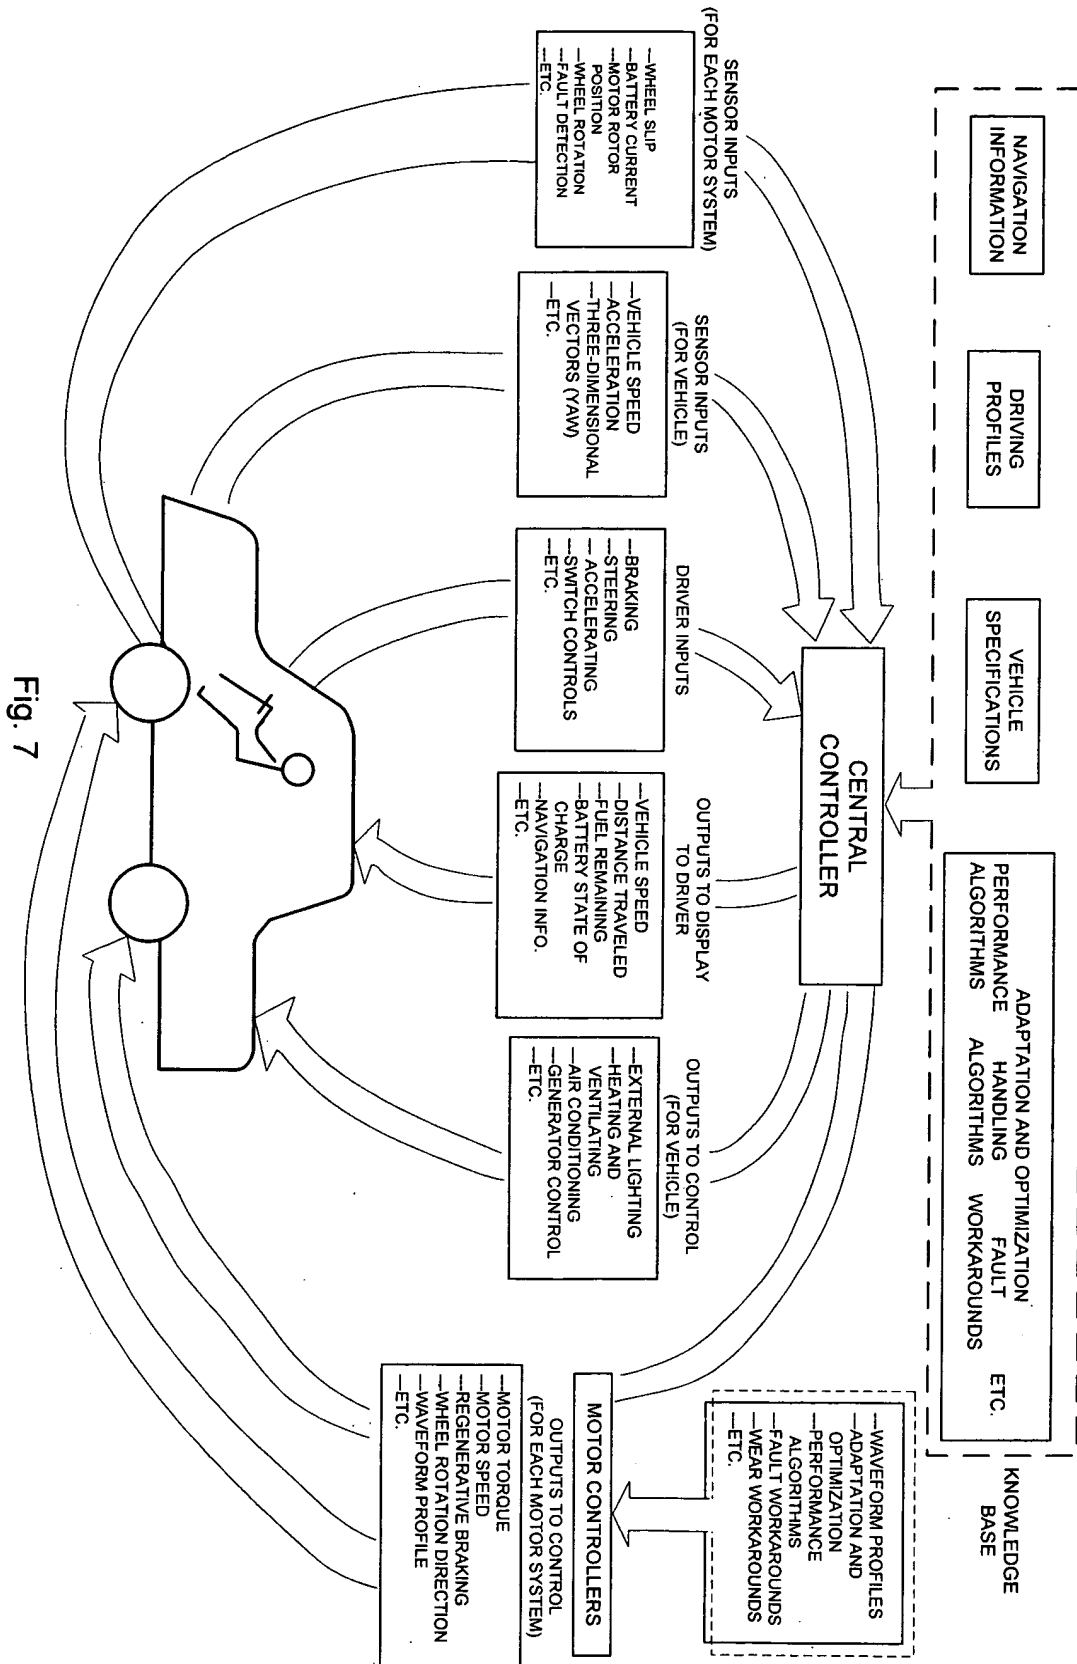 NAVIGATION
INFORMATION
DRIVING
PROFILES
VEHICLE
SPECIFICATIONS
ADAPTATION AND OPTIMIZATION
PERFORMANCE HANDLING FAULT ETC.
ALGORITHMS ALGORITHMS WORKAROUNDS
KNOWLEDGE
BASE
CENTRAL
CONTROLLER
SENSOR INPUTS
(FOR EACH MOTOR SYSTEM)
—WHEEL SLIP
—BATTERY CURRENT
—MOTOR ROTOR
POSITION
—WHEEL ROTATION
—FAULT DETECTION
—ETC.
SENSOR INPUTS
(FOR VEHICLE)
—VEHICLE SPEED
—ACCELERATION
—THREE-DIMENSIONAL
VECTORS (YAW)
—ETC.
DRIVER INPUTS
—BRAKING
—STEERING
—ACCELERATING
—SWITCH CONTROLS
—ETC.
OUTPUTS TO DISPLAY
TO DRIVER
—VEHICLE SPEED
—DISTANCE TRAVELED
—FUEL REMAINING
—BATTERY STATE OF
CHARGE
—NAVIGATION INFO.
—ETC.
OUTPUTS TO CONTROL
(FOR VEHICLE)
—EXTERNAL LIGHTING
—HEATING AND
VENTILATING
—AIR CONDITIONING
—GENERATOR CONTROL
—ETC.
—WAVEFORM PROFILES
—ADAPTATION AND
OPTIMIZATION
—PERFORMANCE
ALGORITHMS
—FAULT WORKAROUNDS
—WEAR WORKAROUNDS
—ETC.
MOTOR CONTROLLERS
OUTPUTS TO CONTROL
(FOR EACH MOTOR SYSTEM)
—MOTOR TORQUE
—MOTOR SPEED
—REGENERATIVE BRAKING
—WHEEL ROTATION DIRECTION
—WAVEFORM PROFILE
—ETC.
Fig. 7